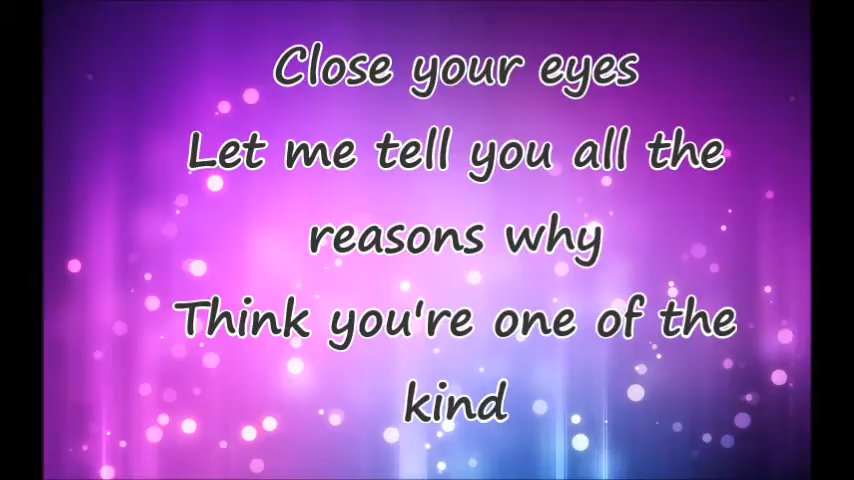 Close your eyes
Let me tell you all the
reasons why
Think you're one of the
kind